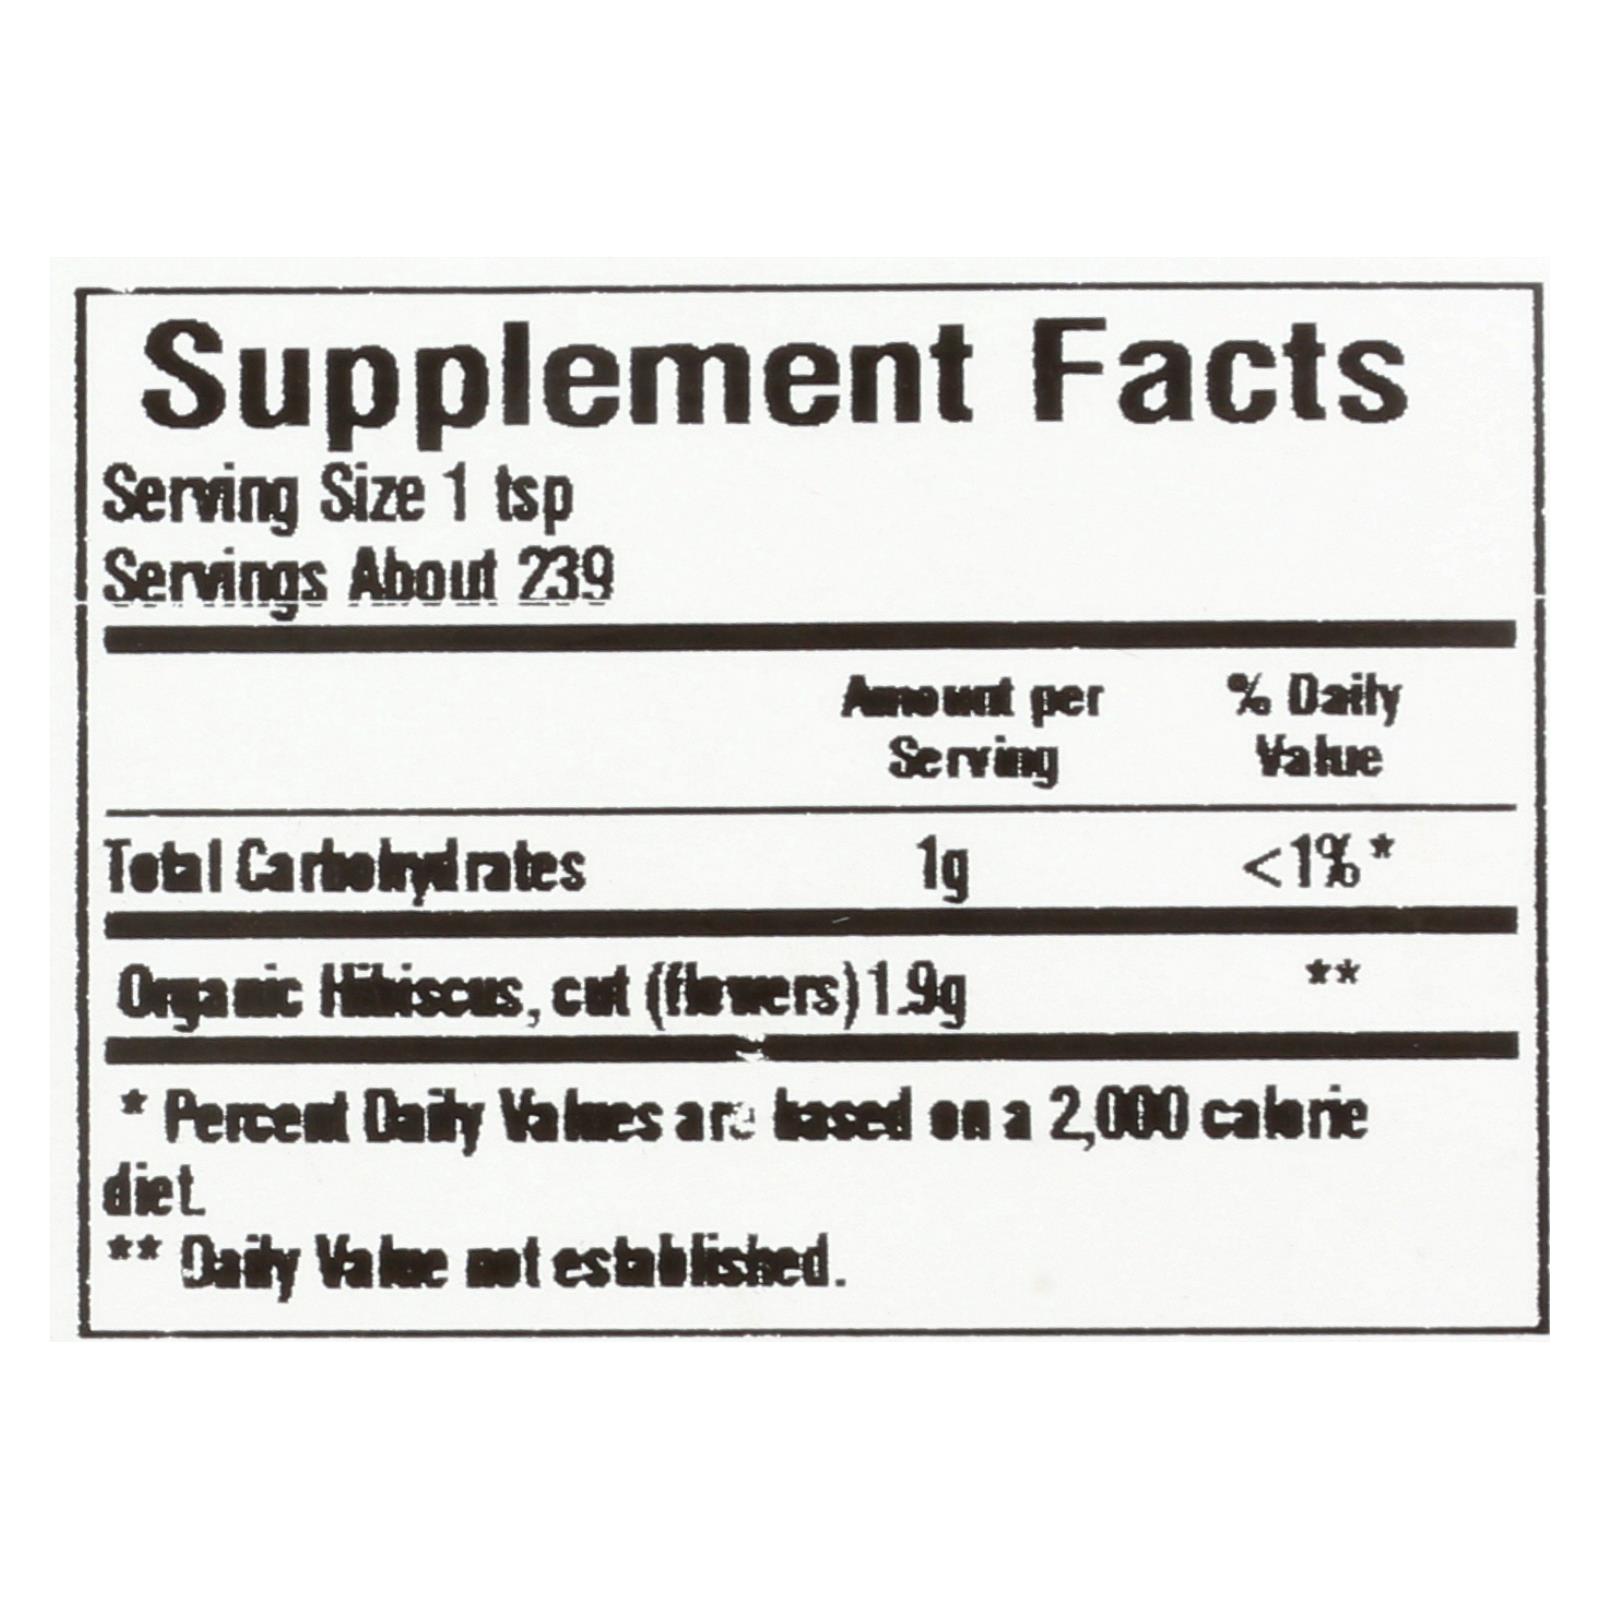 Supplement Facts
Serving Size 1 tsp
Servings About 239
Amount per Serving % Daily Value
Total Carbohydrates 1g <1%*
Organic Hibiscus, cut (flowers) 1.9g **
* Percent Daily Values are based on a 2,000 calorie
diet.
** Daily Value not established.